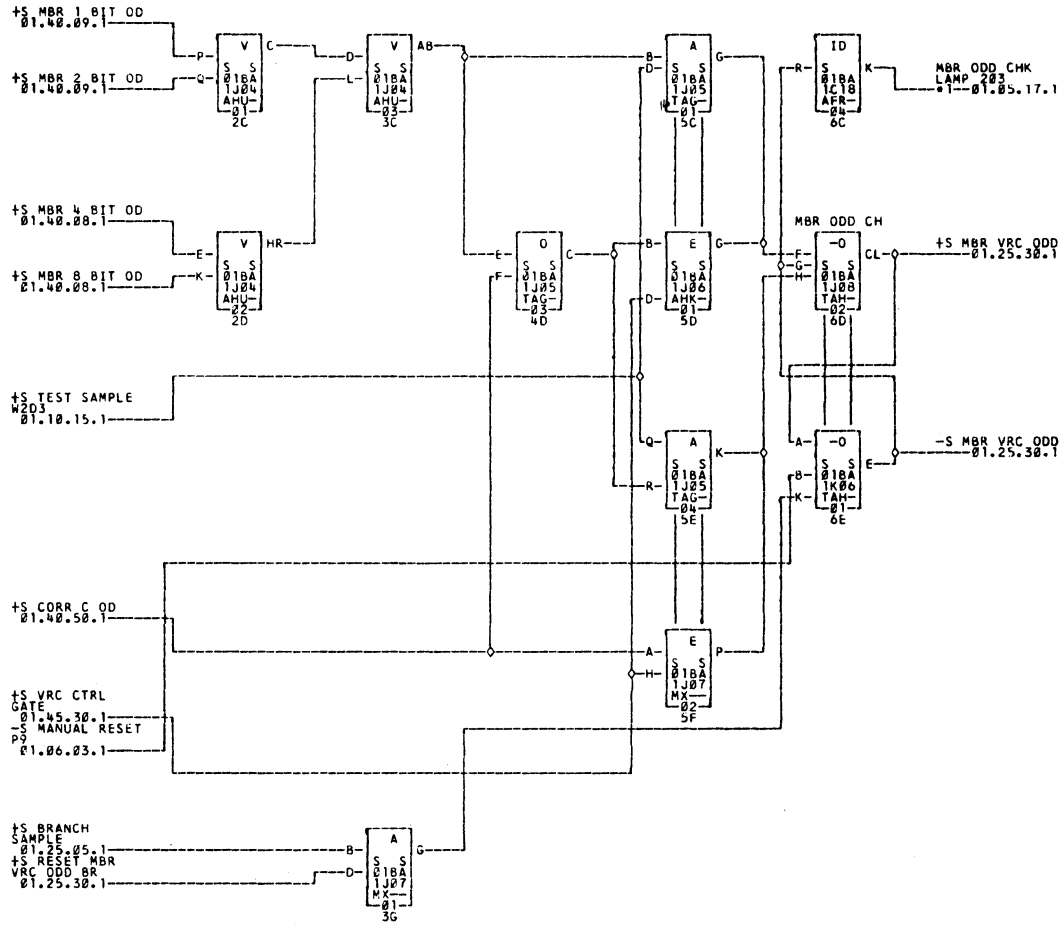 +S MBR 1 BIT OD
01.40.09.1
P
+S MBR 2 BIT OD
01.40.09.1
Q
V
C
S S
01BA
1J04
AHU-
01
2C
D
L
V
AB
S S
01BA
1J04
AHU-
03
3C
B
D
A
G
S S
01BA
1J05
TAG-
01
5C
R
ID
K
S
01BA
1C18
AFR-
04
6C
MBR ODD CHK
LAMP 203
*1--01.05.17.1
+S MBR 4 BIT OD
01.40.08.1
E
+S MBR 8 BIT OD
01.40.08.1
K
V
HR
S S
01BA
1J04
AHU-
02
2D
E
F
O
C
S S
01BA
1J05
TAG-
03
4D
B
D
E
G
S S
01BA
1J06
AHK-
01
5D
MBR ODD CH
F
G
H
-O
CL
S S
01BA
1J08
TAH-
02
6D
+S MBR VRC ODD
01.25.30.1
+S TEST SAMPLE
W2D3
01.10.15.1
Q
R
A
K
S S
01BA
1J05
TAG-
04
5E
A
B
K
-O
E
S S
01BA
1K06
TAH-
01
6E
-S MBR VRC ODD
01.25.30.1
+S CORR C OD
01.40.50.1
A
H
E
P
S S
01BA
1J07
MX--
02
5F
+S VRC CTRL
GATE
01.45.30.1
-S MANUAL RESET
P9
01.06.03.1
+S BRANCH
SAMPLE
01.25.05.1
+S RESET MBR
VRC ODD BR
01.25.30.1
B
D
A
G
S S
01BA
1J07
MX--
01
3G